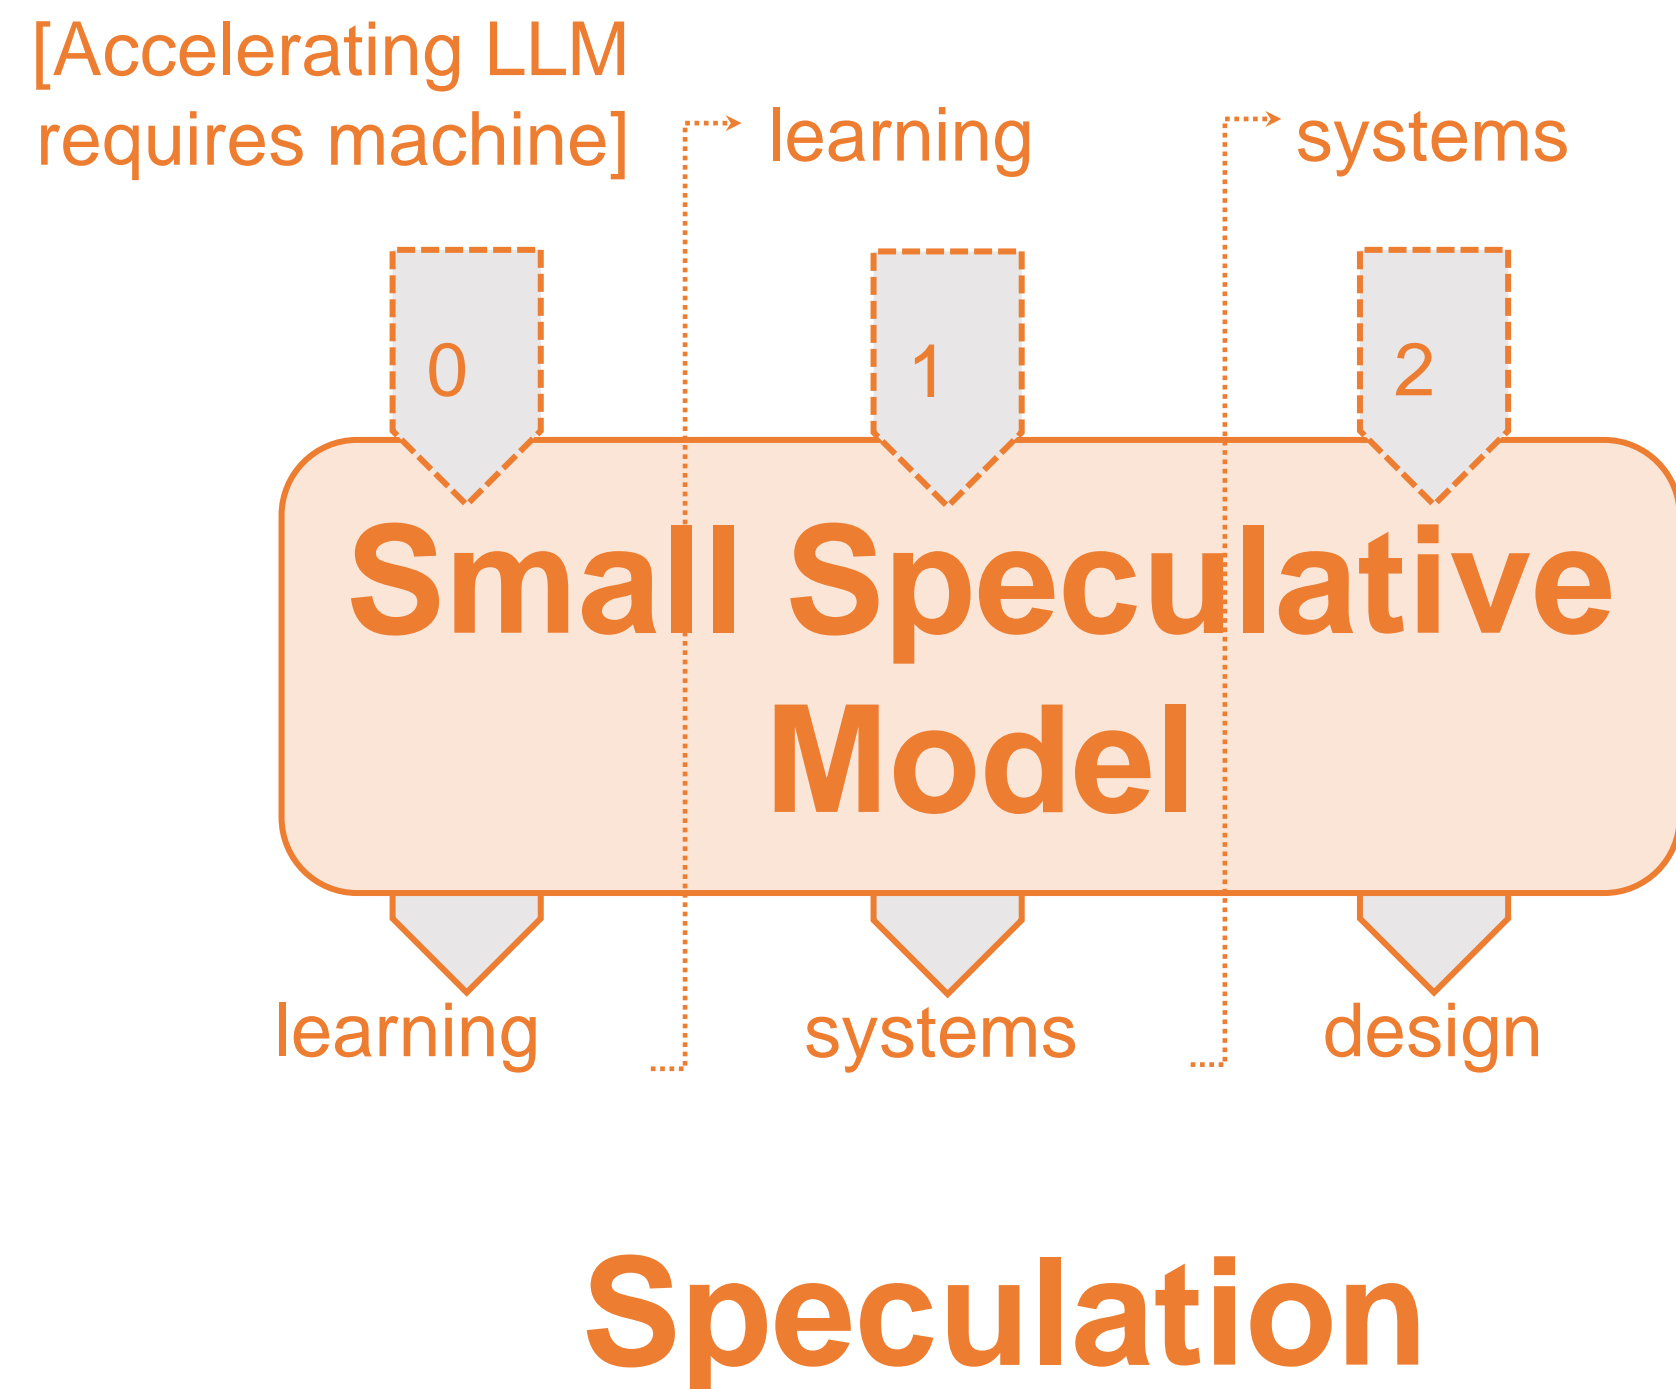 [Accelerating LLM
requires machine]
learning
systems
0
1
2
Small Speculative
Model
learning
systems
design
Speculation